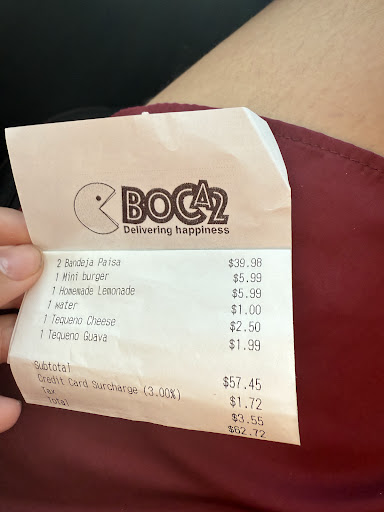 BOCA2
Delivering happiness
2 Bandeja Paisa $39.98
1 Mini burger $5.99
1 Homemade Lemonade $5.99
1 water $1.00
1 Tequeno Cheese $2.50
1 Tequeno Guava $1.99
Subtotal $57.45
Credit Card Surcharge (3.00%) $1.72
Tax $3.55
Total $62.72